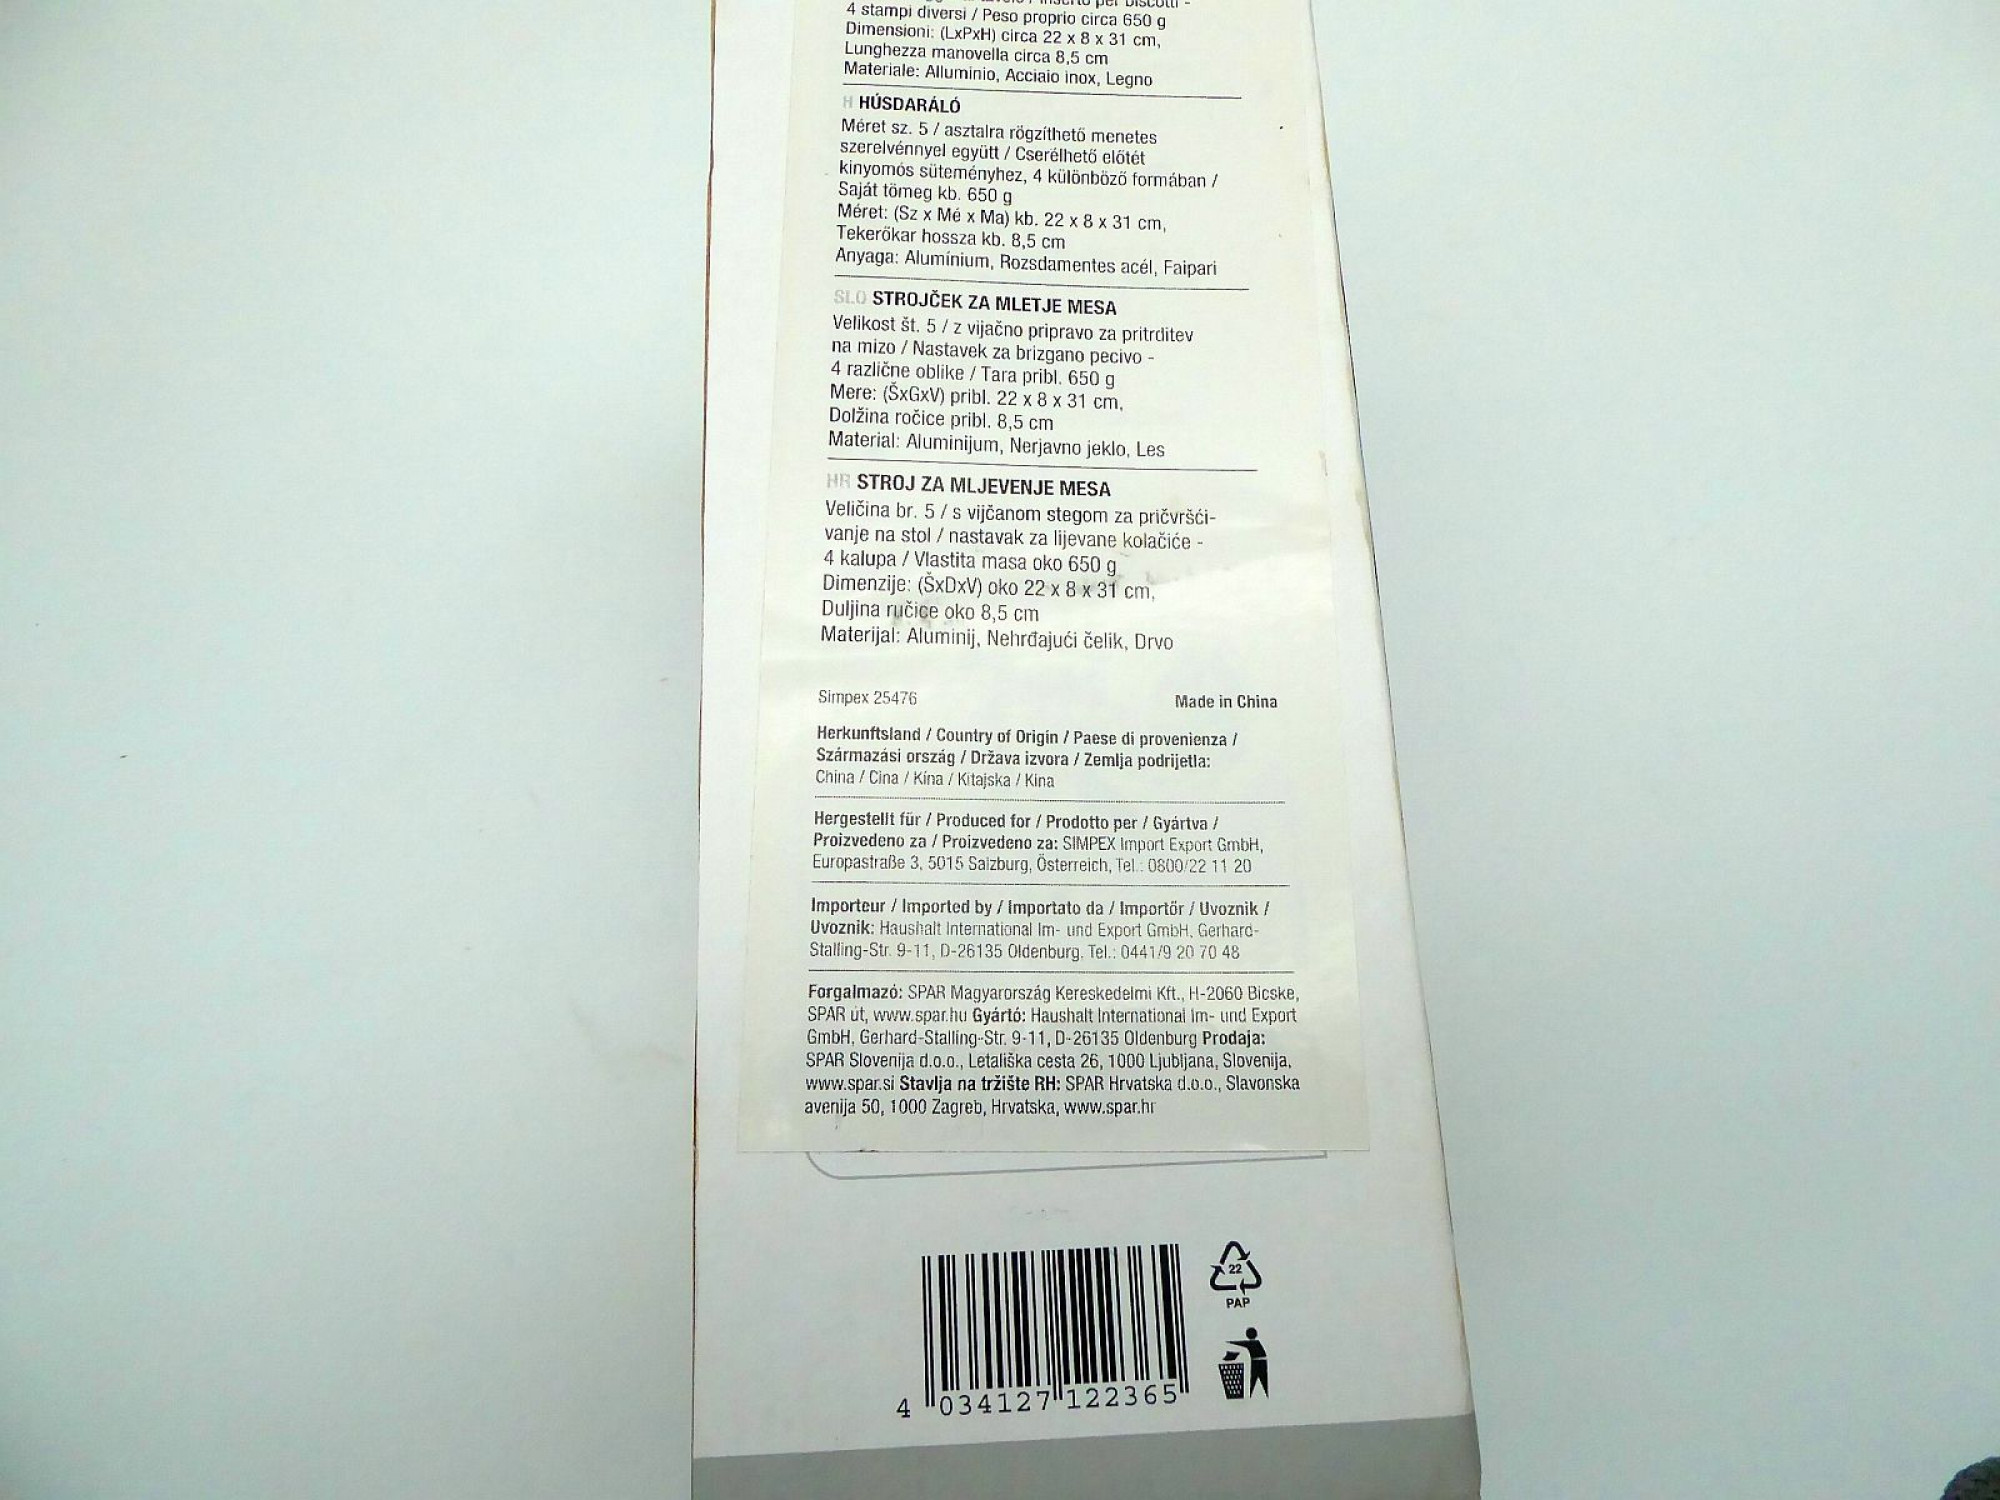 per
4 stampi diversi / Peso proprio circa 650 g
Dimensioni: (LxPxH) circa 22 x 8 x 31 cm,
Lunghezza manovella circa 8,5 cm
Materiale: Alluminio, Acciaio inox, Legno
H HÚSDARÁLÓ
Méret sz. 5 / asztalra rögzíthető menetes
szerelvénnyel együtt / Cserélhető előtét
kinyomós süteményhez, 4 különböző formában /
Saját tömeg kb. 650 g
Méret: (Sz x Mé x Ma) kb. 22 x 8 x 31 cm,
Tekerőkar hossza kb. 8,5 cm
Anyaga: Alumínium, Rozsdamentes acél, Faipari
SLO STROJČEK ZA MLETJE MESA
Velikost št. 5 / z vijačno pripravo za pritrditev
na mizo / Nastavek za brizgano pecivo -
4 različne oblike / Tara pribl. 650 g
Mere: (ŠxGxV) pribl. 22 x 8 x 31 cm,
Dolžina ročice pribl. 8,5 cm
Material: Aluminijum, Nerjavno jeklo, Les
HR STROJ ZA MLJEVENJE MESA
Veličina br. 5 / s vijčanom stegom za pričvršći-
vanje na stol / nastavak za lijevane kolačiće -
4 kalupa / Vlastita masa oko 650 g
Dimenzije: (ŠxDxV) oko 22 x 8 x 31 cm,
Duljina ručice oko 8,5 cm
Materijal: Aluminij, Nehrđajući čelik, Drvo
Simpex 25476 Made in China
Herkunftsland / Country of Origin / Paese di provenienza /
Származási ország / Država izvora / Zemlja podrijetla:
China / Cina / Kína / Kitajska / Kina
Hergestellt für / Produced for / Prodotto per / Gyártva /
Proizvedeno za / Proizvedeno za: SIMPEX Import Export GmbH,
Europastraße 3, 5015 Salzburg, Österreich, Tel.: 0800/22 11 20
Importeur / Imported by / Importato da / Importőr / Uvoznik /
Uvoznik: Haushalt International Im- und Export GmbH, Gerhard-
Stalling-Str. 9-11, D-26135 Oldenburg, Tel.: 0441/9 20 70 48
Forgalmazó: SPAR Magyarország Kereskedelmi Kft., H-2060 Bicske,
SPAR út, www.spar.hu Gyártó: Haushalt International Im- und Export
GmbH, Gerhard-Stalling-Str. 9-11, D-26135 Oldenburg Prodaja:
SPAR Slovenija d.o.o., Letališka cesta 26, 1000 Ljubljana, Slovenija,
www.spar.si Stavlja na tržište RH: SPAR Hrvatska d.o.o., Slavonska
avenija 50, 1000 Zagreb, Hrvatska, www.spar.hr
22
PAP
4 034127 122365